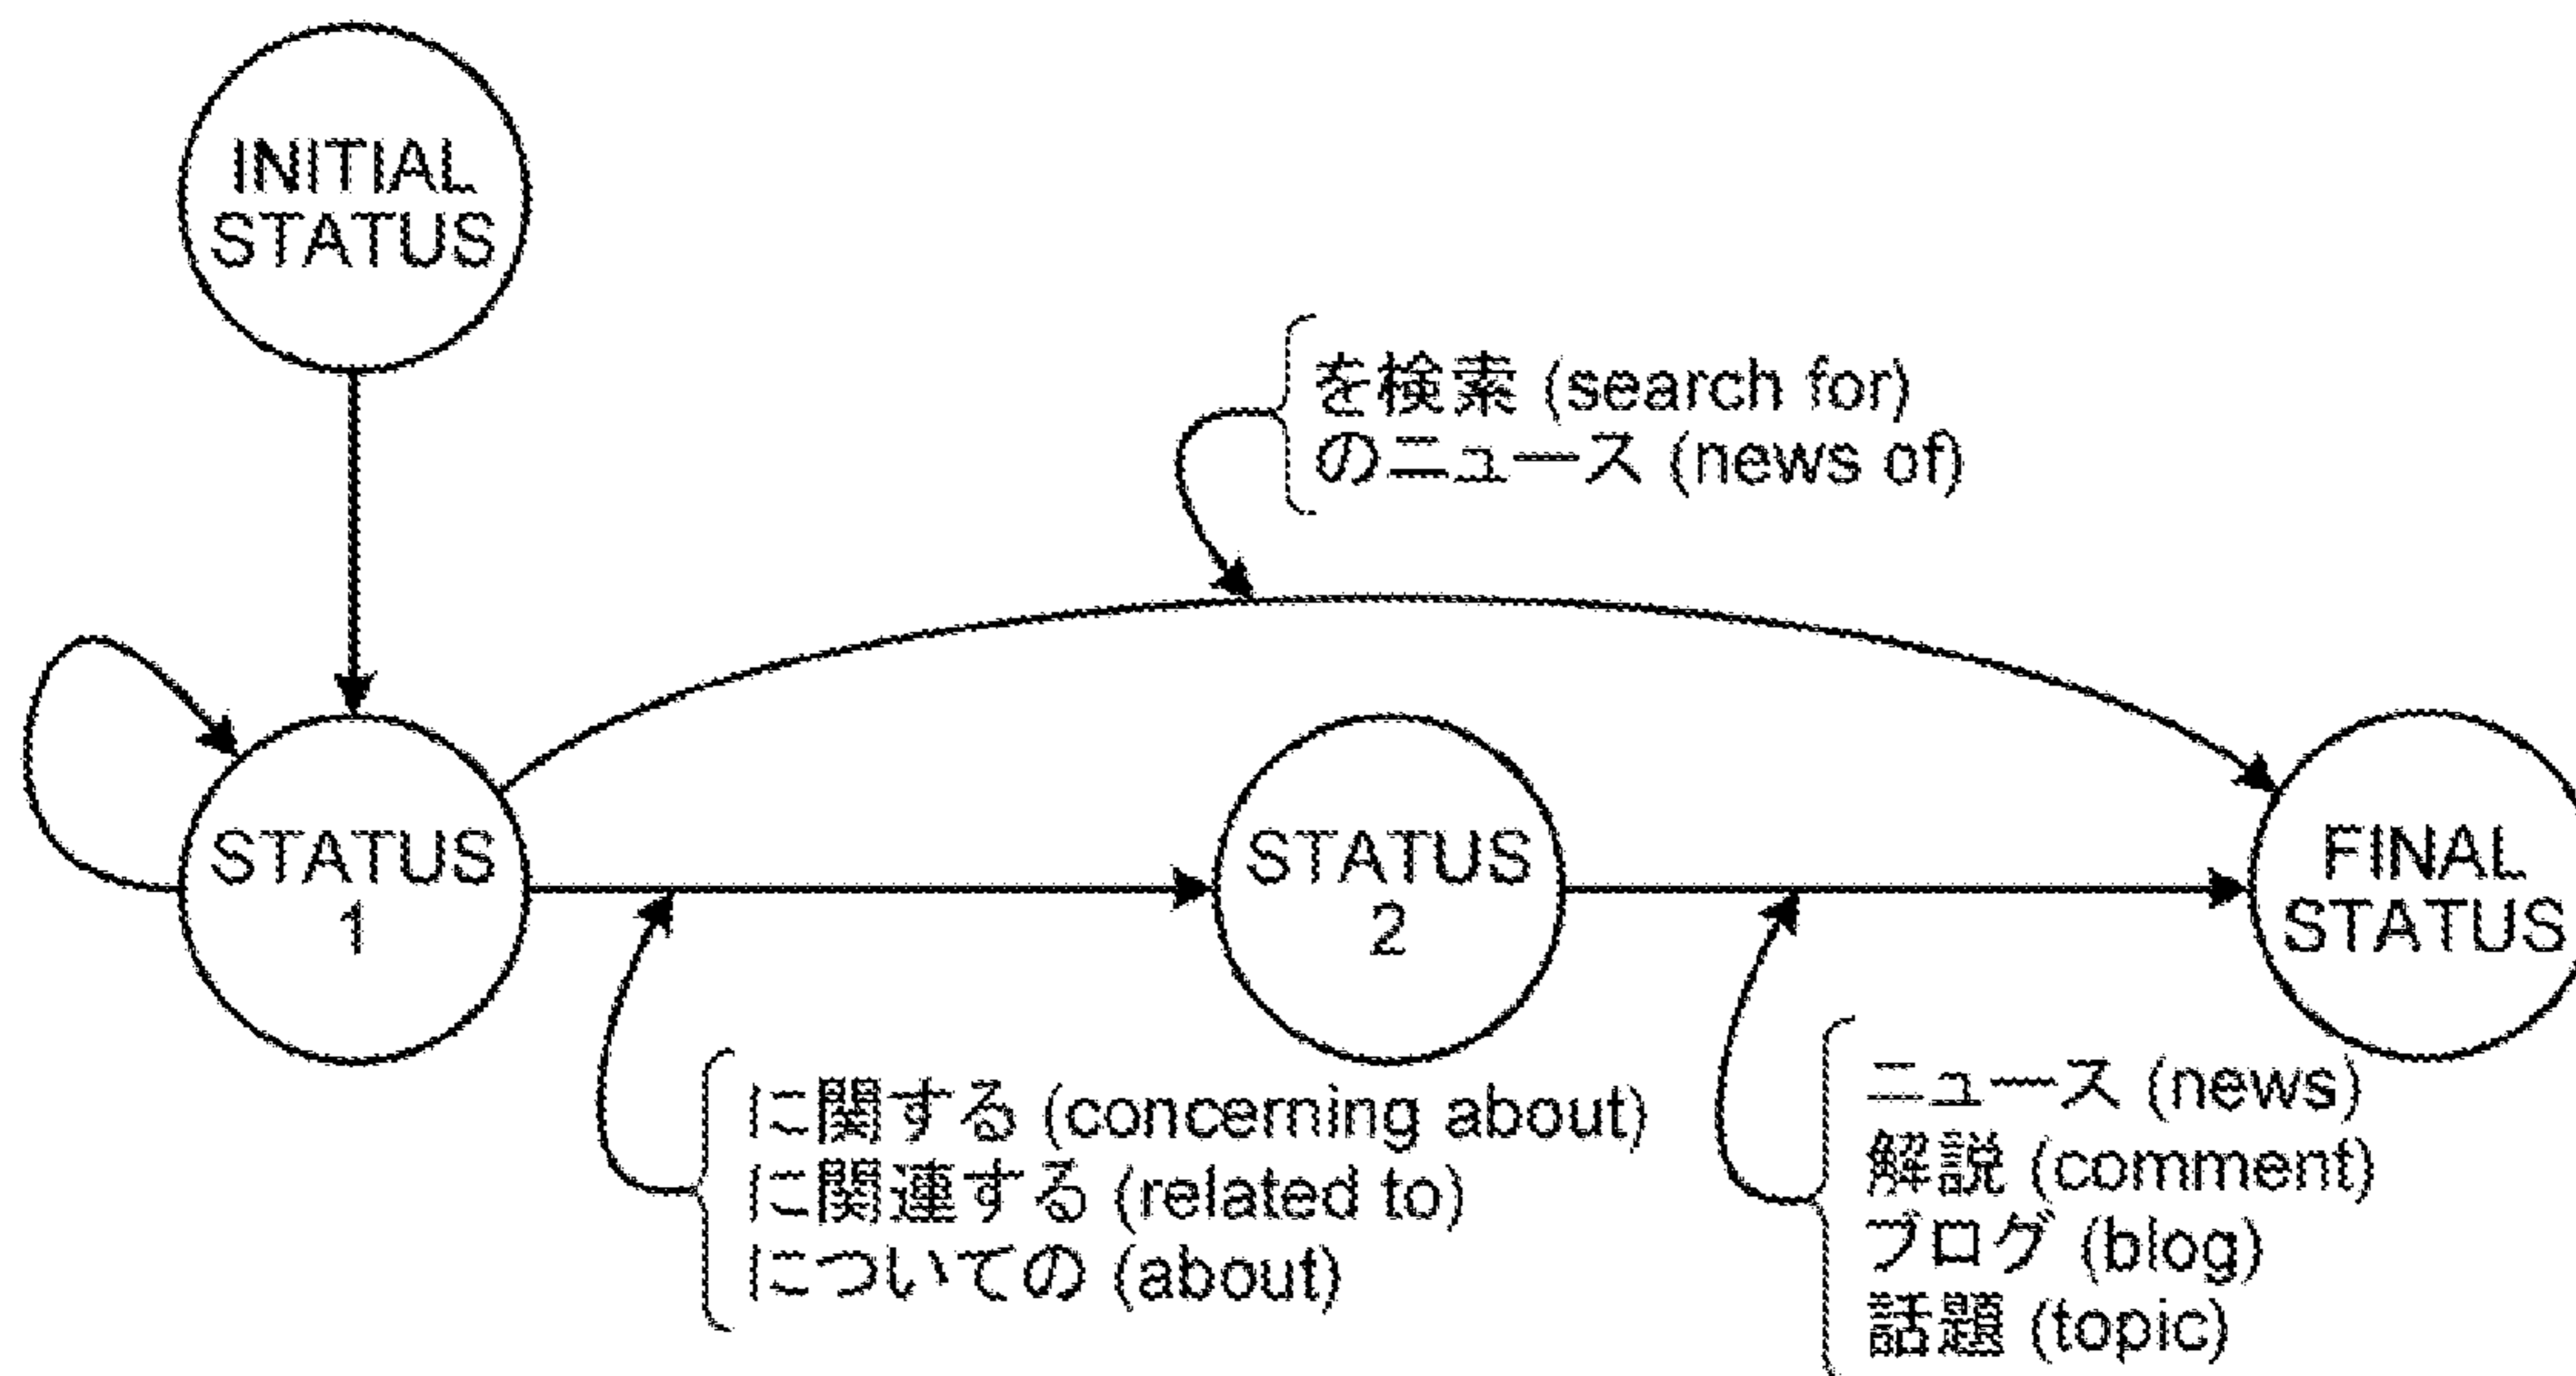 INITIAL
STATUS
を検索 (search for)
のニュース (news of)
STATUS
1
STATUS
2
FINAL
STATUS
に関する (concerning about)
に関連する (related to)
についての (about)
ニュース (news)
解説 (comment)
ブログ (blog)
話題 (topic)